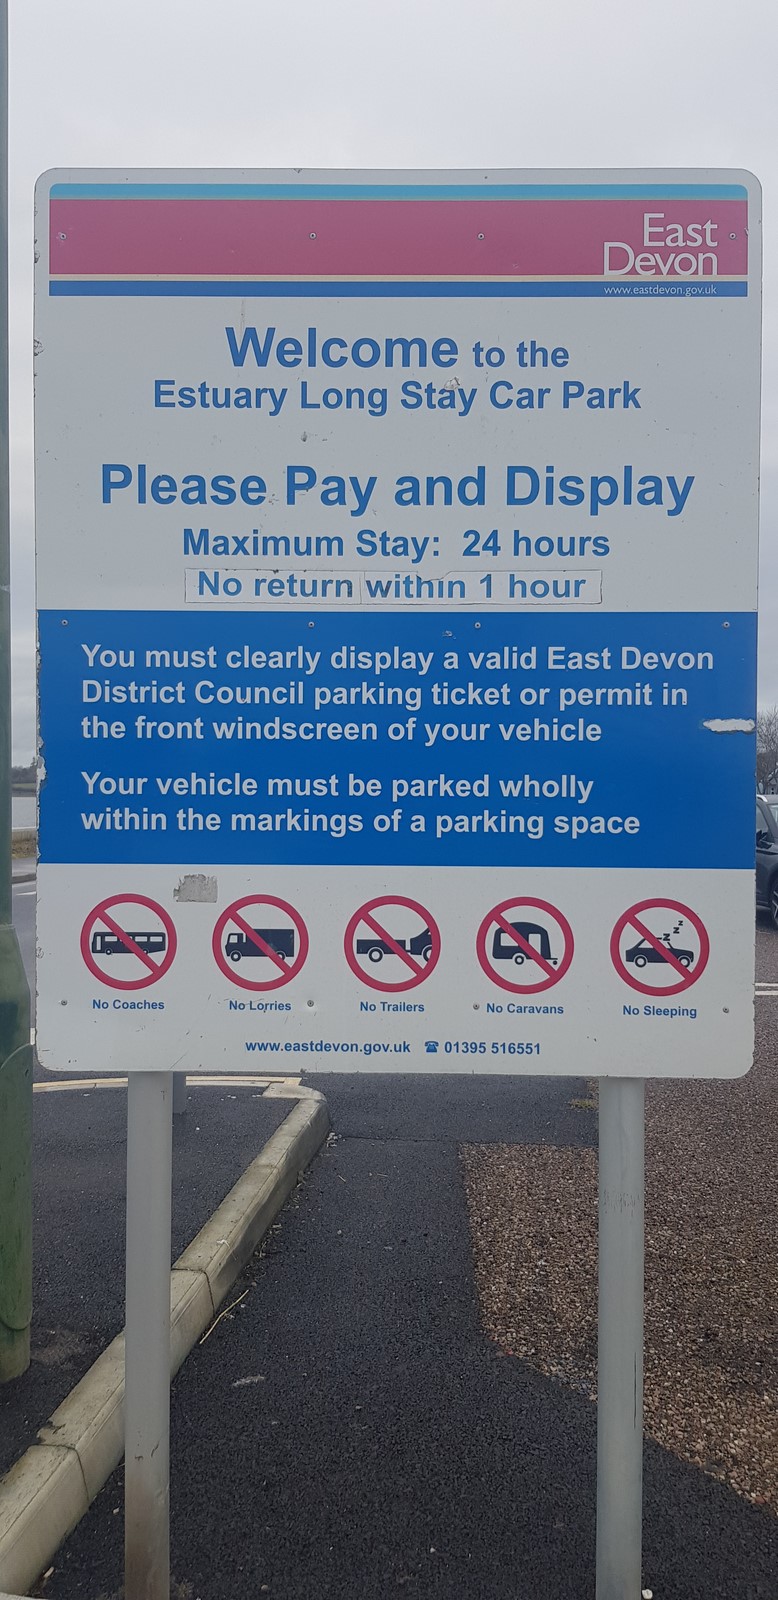 East
Devon
www.eastdevon.gov.uk
Welcome to the
Estuary Long Stay Car Park
Please Pay and Display
Maximum Stay: 24 hours
No return within 1 hour
You must clearly display a valid East Devon
District Council parking ticket or permit in
the front windscreen of your vehicle
Your vehicle must be parked wholly
within the markings of a parking space
z z z
No Coaches No Lorries No Trailers No Caravans No Sleeping
www.eastdevon.gov.uk ☎ 01395 516551